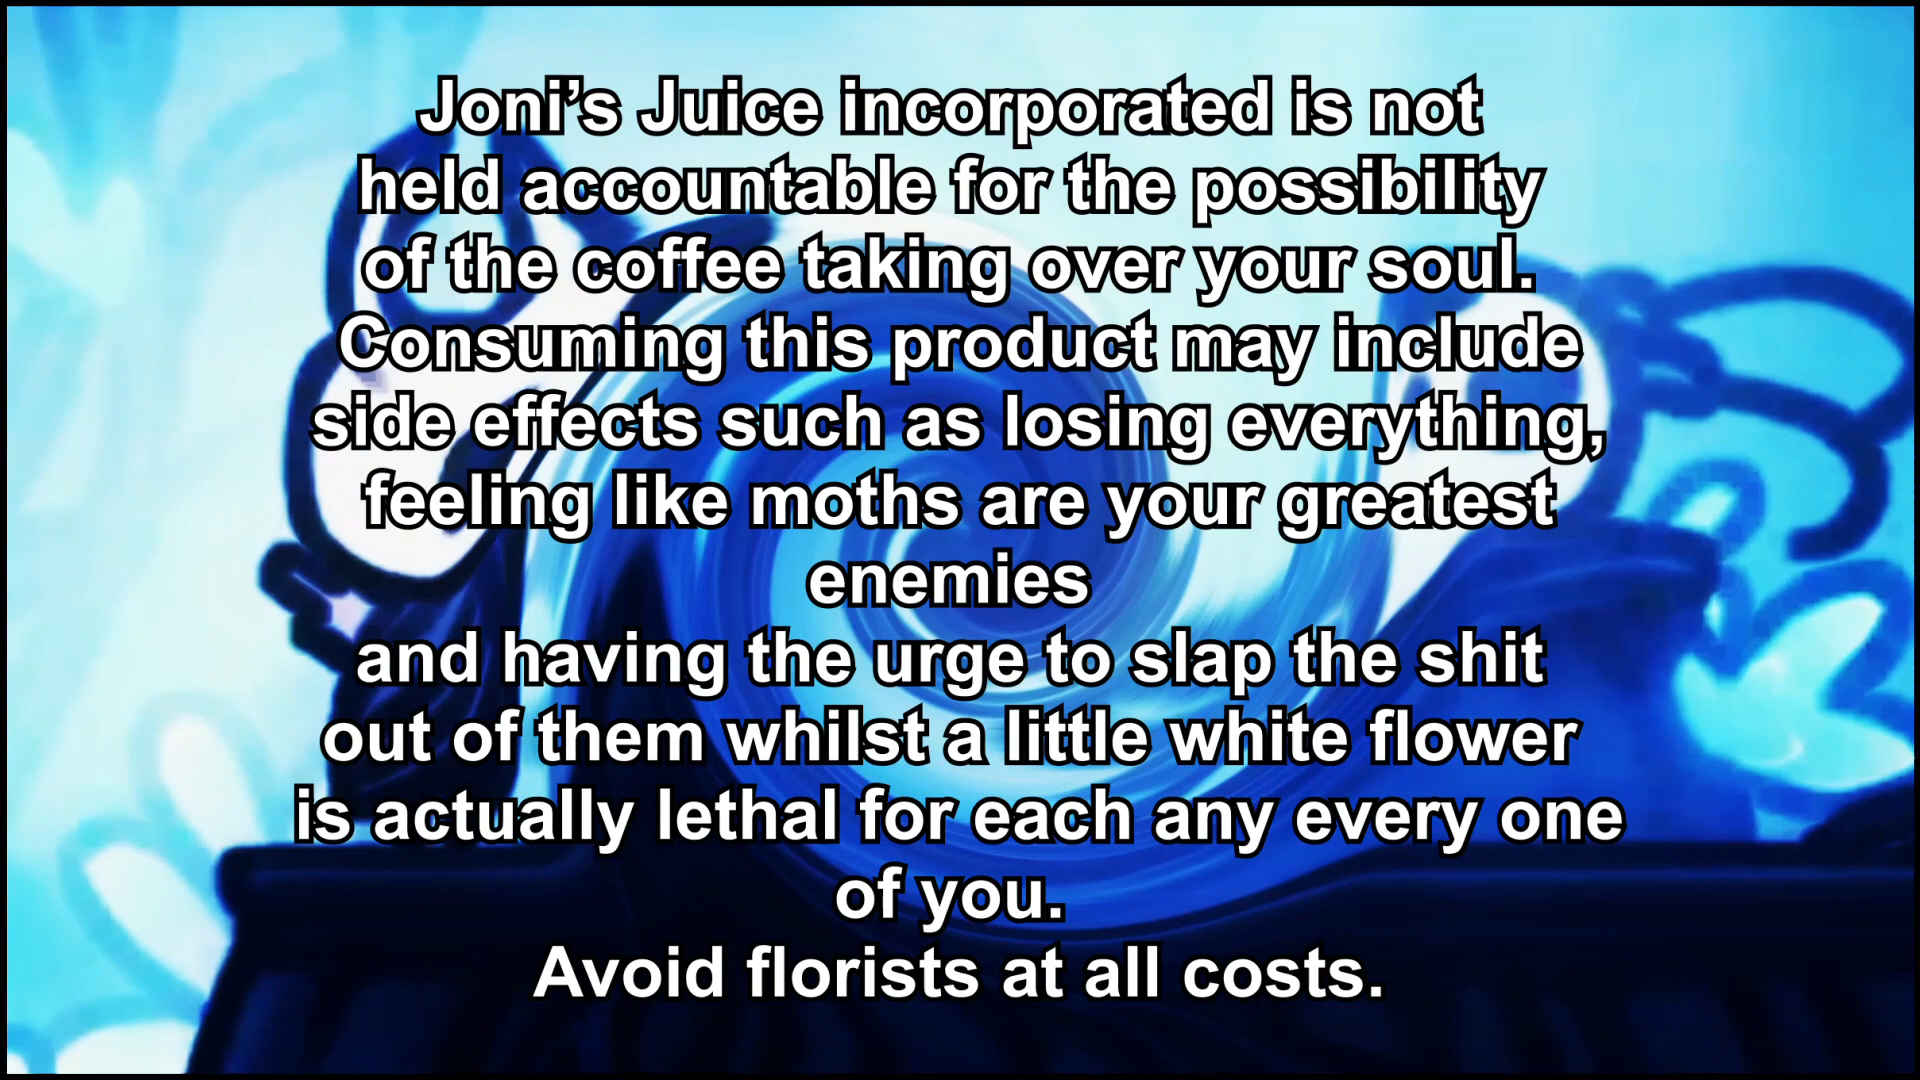 Joni’s Juice incorporated is not
held accountable for the possibility
of the coffee taking over your soul.
Consuming this product may include
side effects such as losing everything,
feeling like moths are your greatest
enemies
and having the urge to slap the shit
out of them whilst a little white flower
is actually lethal for each any every one
of you.
Avoid florists at all costs.